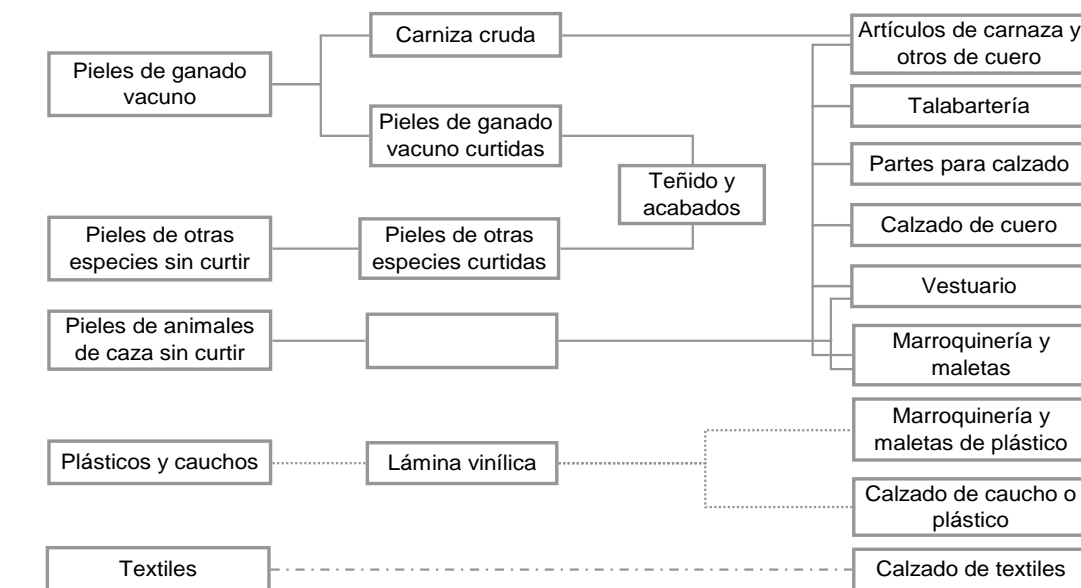 Carniza cruda
Artículos de carnaza y
otros de cuero
Pieles de ganado
vacuno
Talabartería
Pieles de ganado
vacuno curtidas
Partes para calzado
Teñido y
acabados
Calzado de cuero
Pieles de otras
especies sin curtir
Pieles de otras
especies curtidas
Vestuario
Pieles de animales
de caza sin curtir
Marroquinería y
maletas
Marroquinería y
maletas de plástico
Plásticos y cauchos
Lámina vinílica
Calzado de caucho o
plástico
Textiles
Calzado de textiles